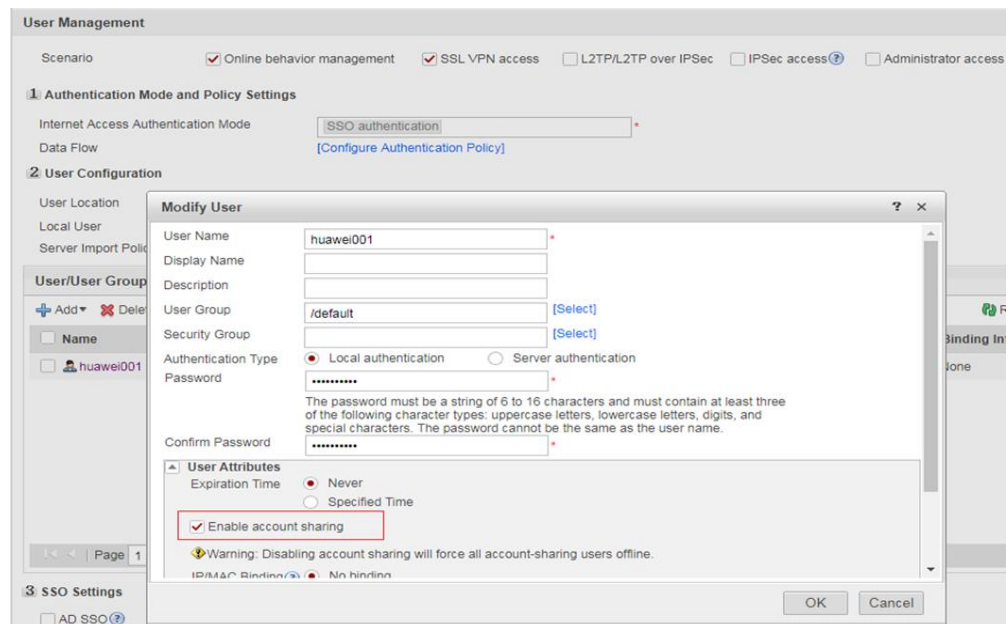 User Management
Scenario Online behavior management SSL VPN access L2TP/L2TP over IPSec IPSec access ? Administrator access
1 Authentication Mode and Policy Settings
Internet Access Authentication Mode SSO authentication *
Data Flow [Configure Authentication Policy]
2 User Configuration
User Location
Local User
Server Import
User/User Group
Add
Name
huawei001
Page 1
Modify User ? ×
User Name huawei001 *
Display Name
Description
User Group /default [Select]
Security Group [Select]
Authentication Type Local authentication Server authentication
Password •••••••••• *
The password must be a string of 6 to 16 characters and must contain at least three
of the following character types: uppercase letters, lowercase letters, digits, and
special characters. The password cannot be the same as the user name.
Confirm Password •••••••••• *
User Attributes
Expiration Time Never
Specified Time
Enable account sharing
Warning: Disabling account sharing will force all account-sharing users offline.
IP/MAC Binding ? No binding
OK Cancel
Binding
3 SSO Settings
AD SSO ?